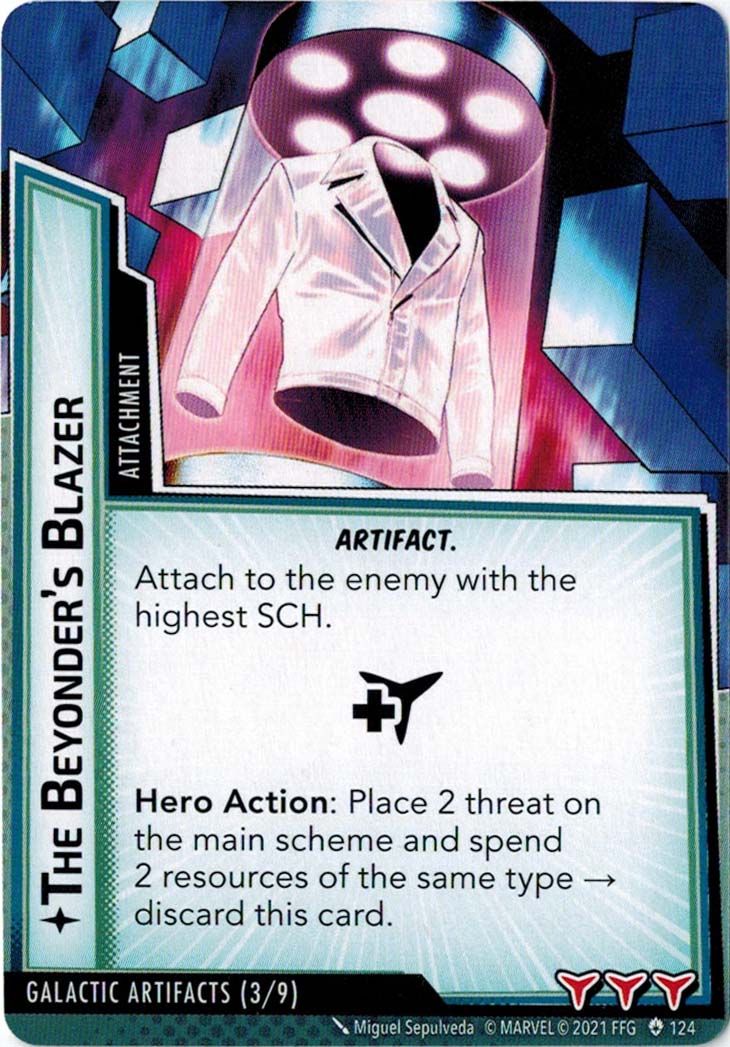 ATTACHMENT
THE BEYONDER'S BLAZER
ARTIFACT.
Attach to the enemy with the
highest SCH.
Hero Action: Place 2 threat on
the main scheme and spend
2 resources of the same type →
discard this card.
GALACTIC ARTIFACTS (3/9)
Miguel Sepulveda © MARVEL © 2021 FFG 124